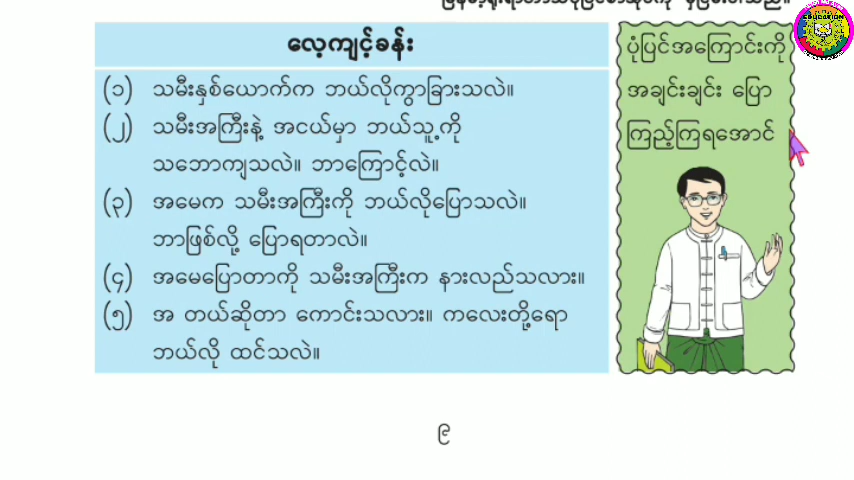 လေ့ကျင့်ခန်း
(၁) သမီးနှစ်ယောက်က ဘယ်လိုကွာခြားသလဲ။
(၂) သမီးအကြီးနဲ့ အငယ်မှာ ဘယ်သူ့ကို
သဘောကျသလဲ။ ဘာကြောင့်လဲ။
(၃) အမေက သမီးအကြီးကို ဘယ်လိုပြောသလဲ။
ဘာဖြစ်လို့ ပြောရတာလဲ။
(၄) အမေပြောတာကို သမီးအကြီးက နားလည်သလား။
(၅) အ တယ်ဆိုတာ ကောင်းသလား။ ကလေးတို့ရော
ဘယ်လို ထင်သလဲ။
ပုံပြင်အကြောင်းကို
အချင်းချင်း ပြော
ကြည့်ကြရအောင်
၉
EDUCATION